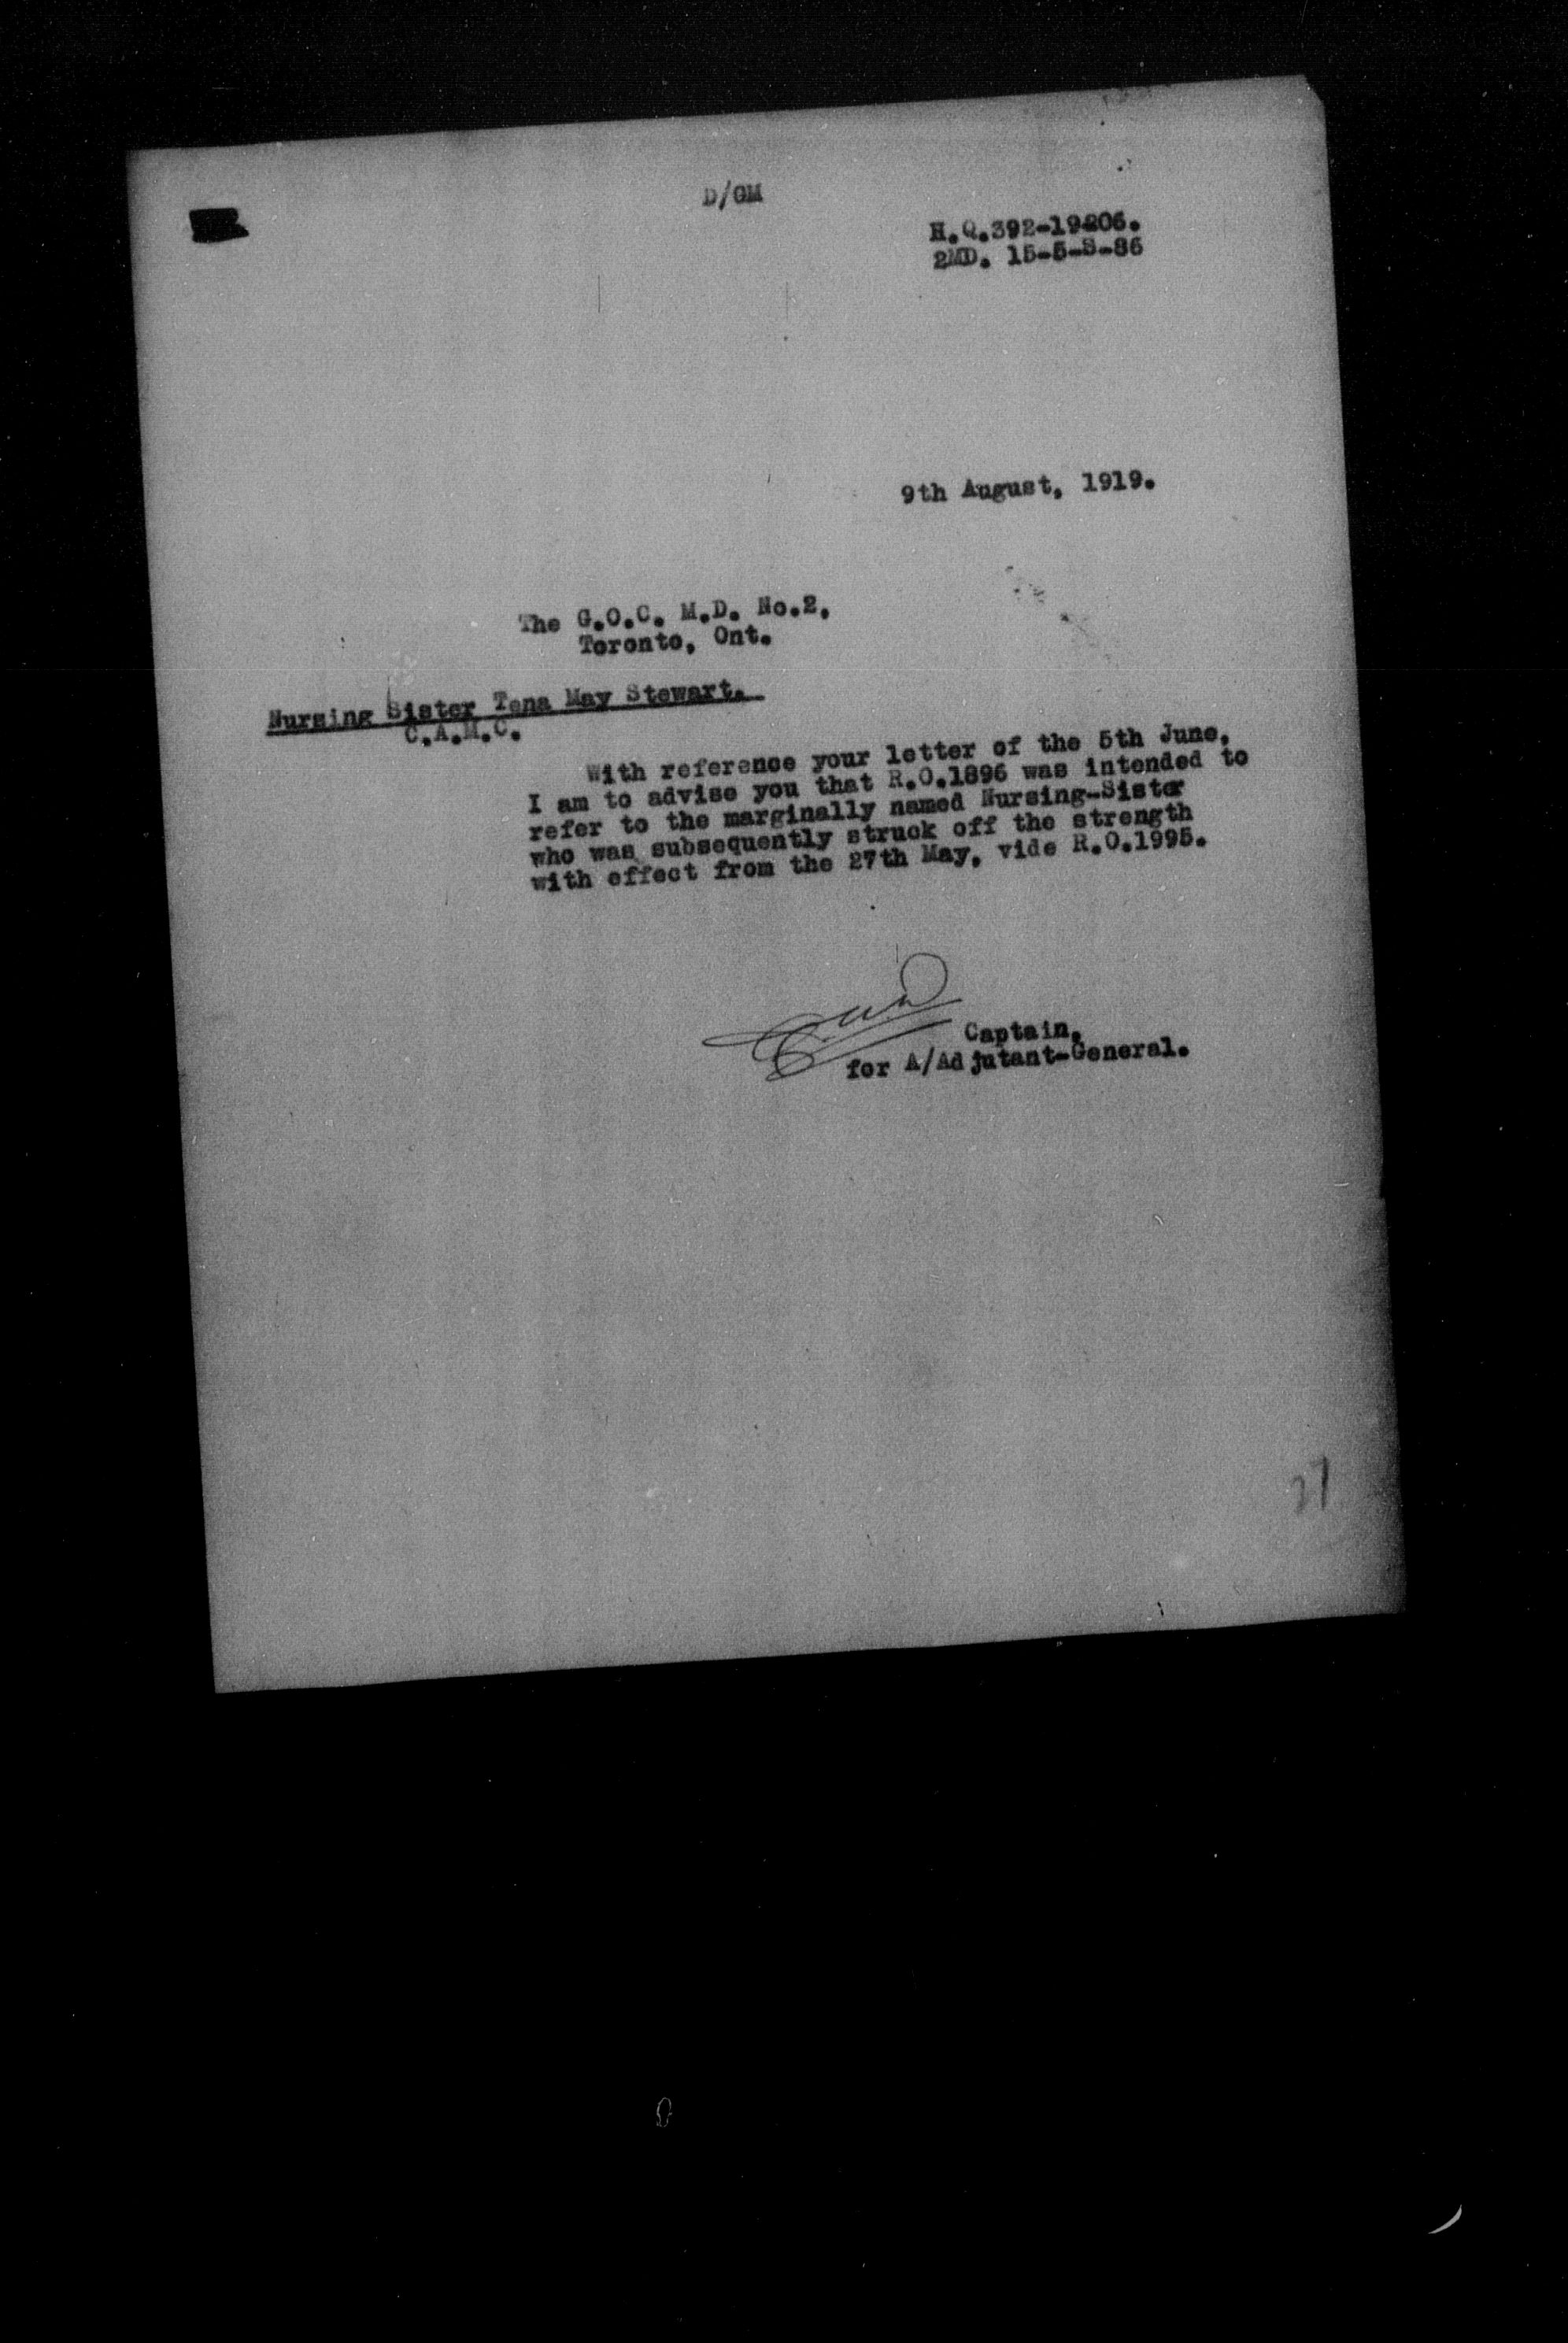 D/GM
H.Q.392-19206.
2MD. 15-5-S-86
9th August, 1919.
The G.O.C. M.D. No.2,
Toronto, Ont.
Nursing Sister Tena May Stewart.
C.A.M.C.
With reference your letter of the 5th June,
I am to advise you that R.O.1896 was intended to
refer to the marginally named Nursing-Sister
who was subsequently struck off the strength
with effect from the 27th May, vide R.O.1995.
Captain,
for A/Adjutant-General.
27